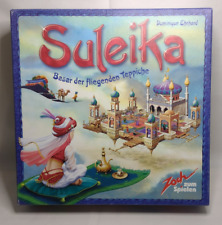 Dominique Ehrhard
Suleika
Basar der fliegenden Teppiche
Zoch
zum
Spielen